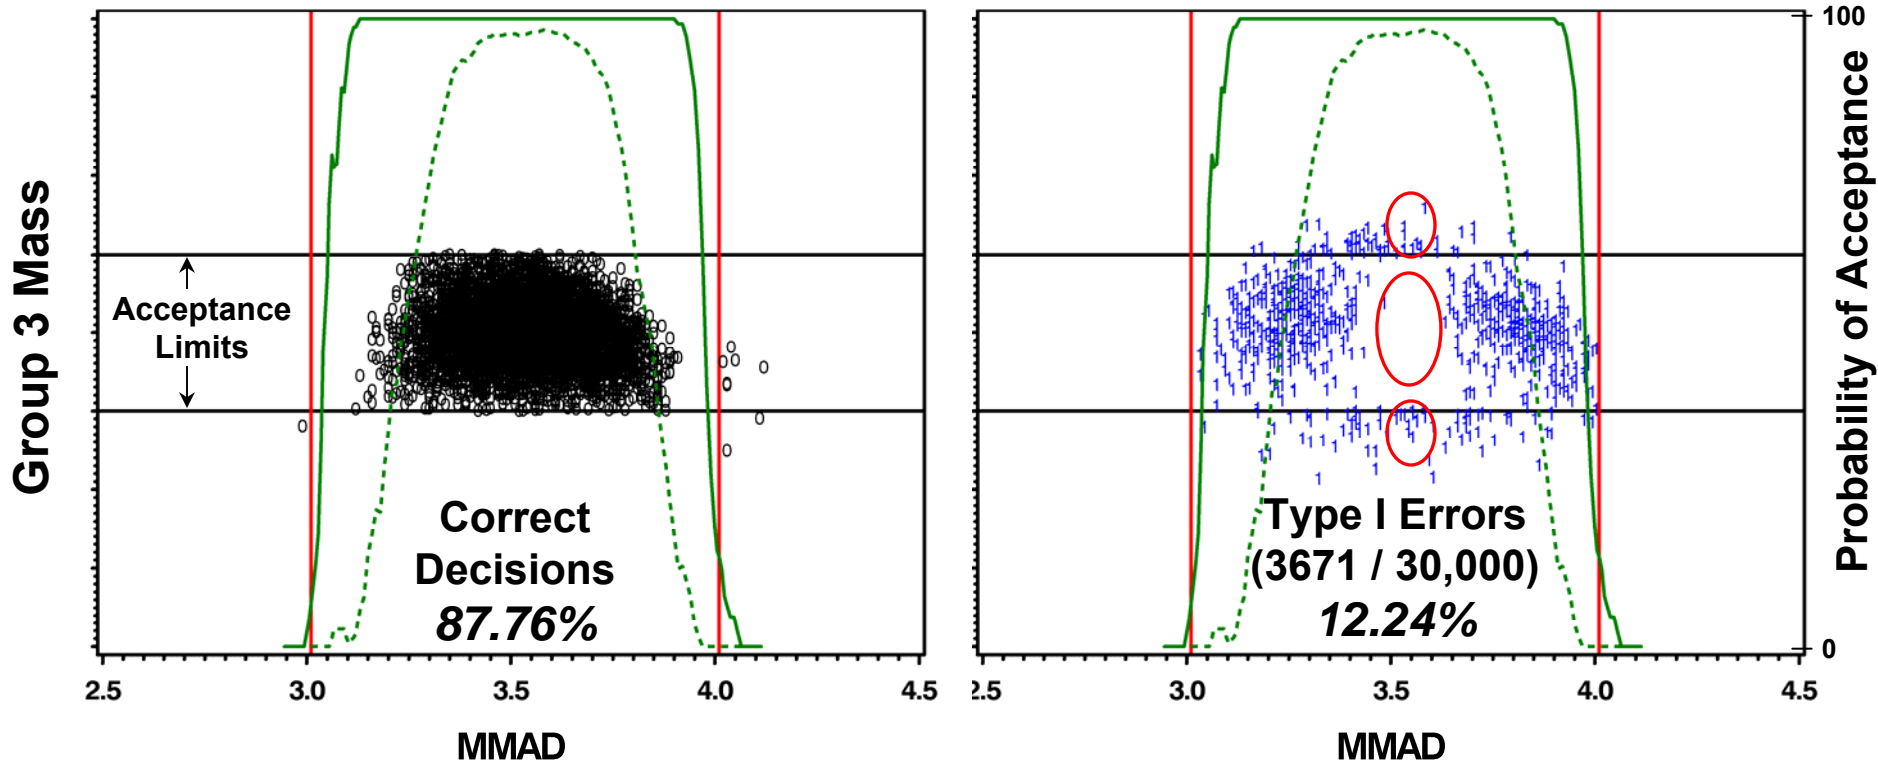 Group 3 Mass
Acceptance
Limits
Correct
Decisions
87.76%
2.5 3.0 3.5 4.0 4.5
MMAD
Type I Errors
(3671 / 30,000)
12.24%
2.5 3.0 3.5 4.0 4.5
MMAD
100
Probability of Acceptance
0